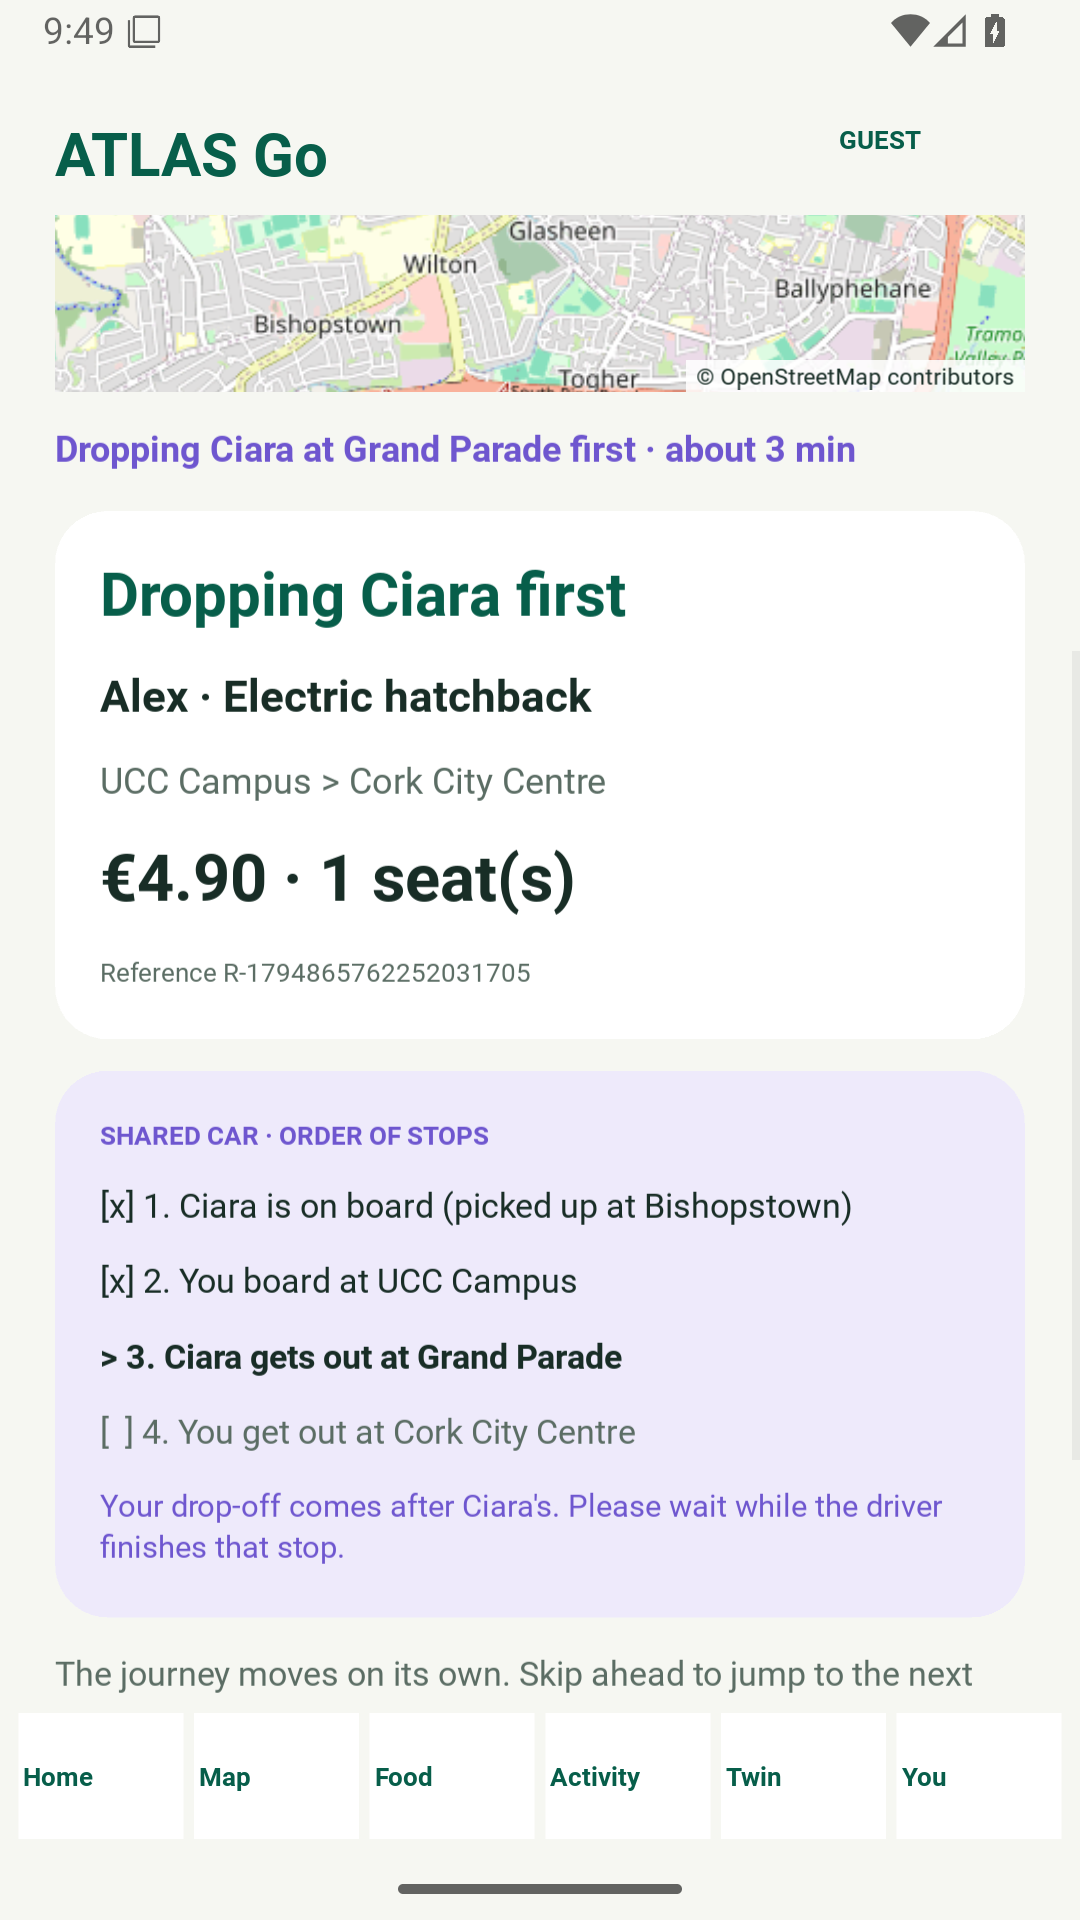 9:49
ATLAS Go
GUEST
Glasheen
Wilton
Ballyphehane
Bishopstown
Togher
© OpenStreetMap contributors
Dropping Ciara at Grand Parade first · about 3 min
Dropping Ciara first
Alex · Electric hatchback
UCC Campus > Cork City Centre
€4.90 · 1 seat(s)
Reference R-1794865762252031705
SHARED CAR · ORDER OF STOPS
[x] 1. Ciara is on board (picked up at Bishopstown)
[x] 2. You board at UCC Campus
> 3. Ciara gets out at Grand Parade
[ ] 4. You get out at Cork City Centre
Your drop-off comes after Ciara's. Please wait while the driver
finishes that stop.
The journey moves on its own. Skip ahead to jump to the next
Home
Map
Food
Activity
Twin
You